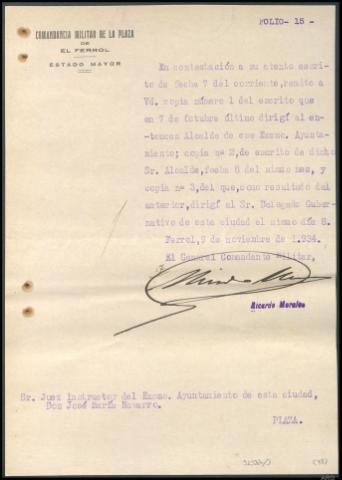 FOLIO- 15 -
COMANDANCIA MILITAR DE LA PLAZA
DE
EL FERROL
ESTADO MAYOR
En contestación a su atento escri-
to de fecha 7 del corriente, remito a
Vd. copia número 1 del escrito que
en 7 de Octubre último dirigí al en-
tonces Alcalde de ese Excmo. Ayunta-
miento; copia nº 2, de escrito de dicho
Sr. Alcalde, fecha 8 del mismo mes, y
copia nº 3, del que, como resultado del
anterior, dirigí al Sr. Delegado Guber-
nativo de esta ciudad el mismo día 8.
Ferrol, 9 de noviembre de 1.934.
El General Comandante Militar,
Ricardo Morales
Sr. Juez instructor del Excmo. Ayuntamiento de esta ciudad,
Don José María Navarro.
PLAZA.